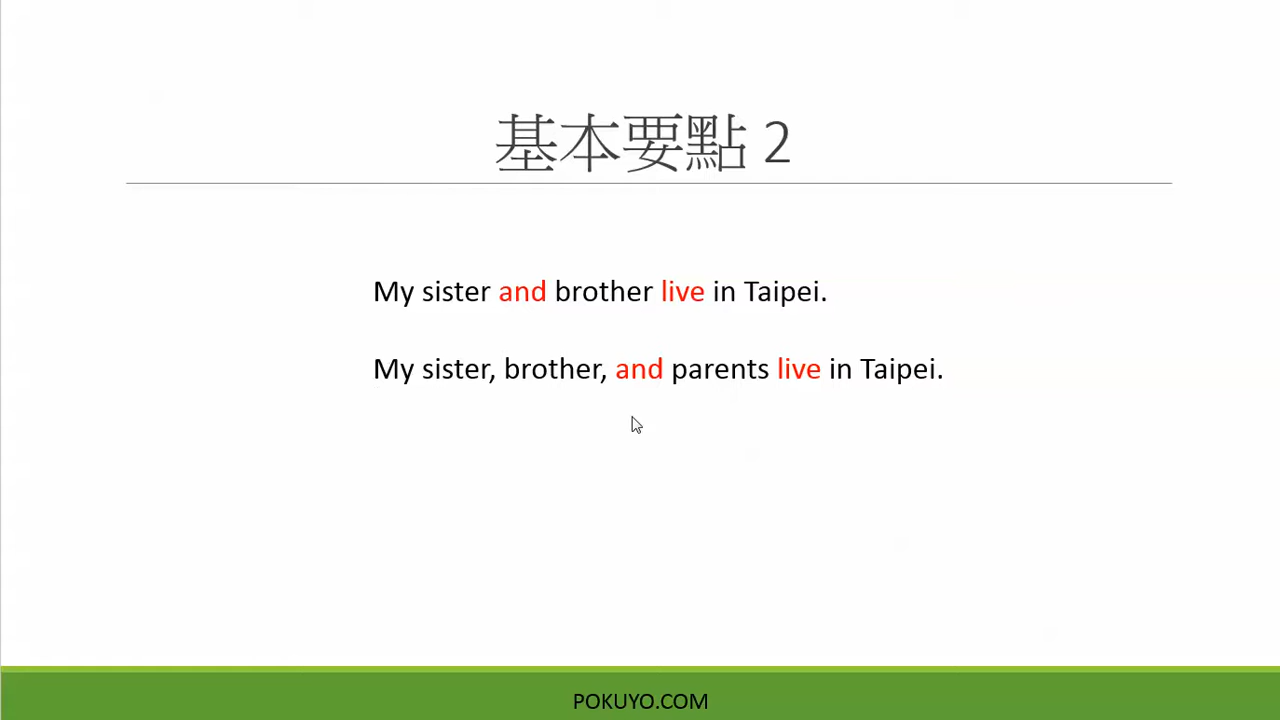 基本要點 2
My sister and brother live in Taipei.
My sister, brother, and parents live in Taipei.
POKUYO.COM